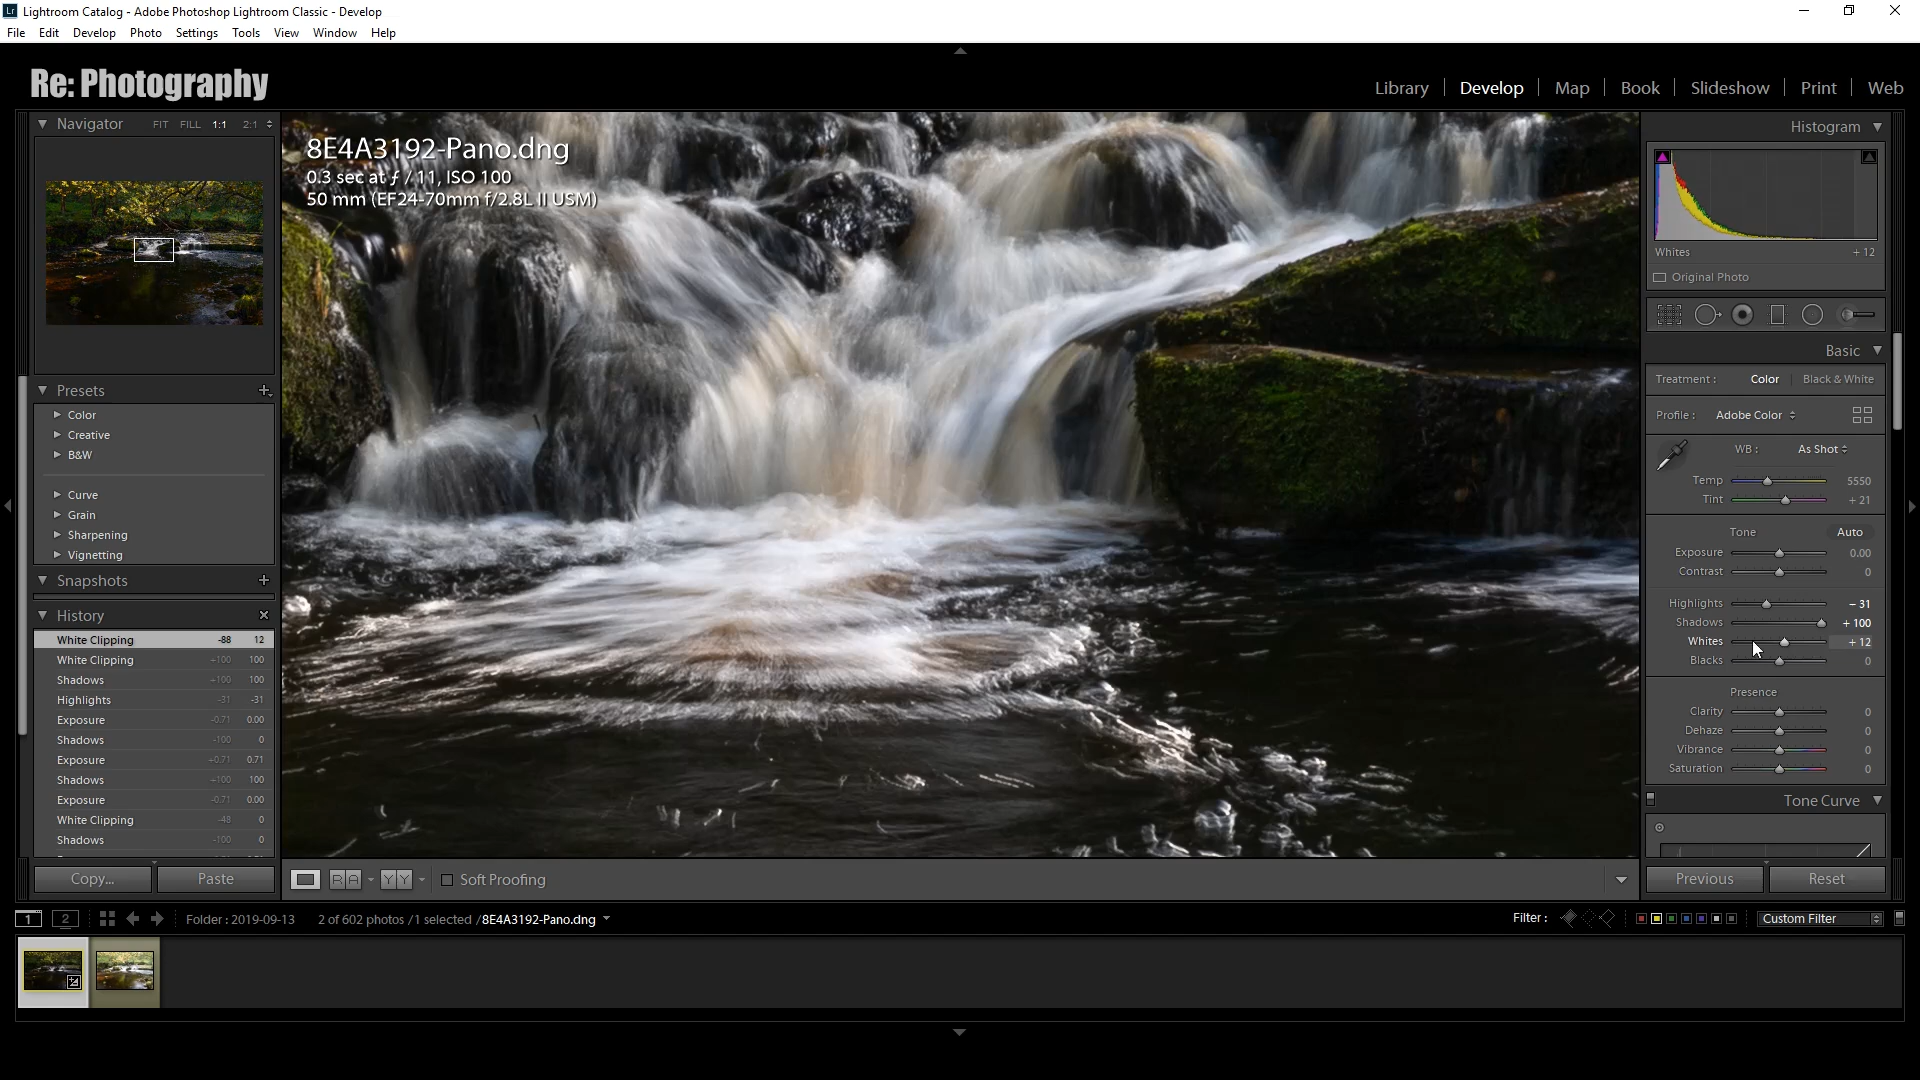 Lr Lightroom Catalog - Adobe Photoshop Lightroom Classic - Develop
File Edit Develop Photo Settings Tools View Window Help
Re: Photography
Library Develop Map Book Slideshow Print Web
Navigator FIT FILL 1:1 2:1
8E4A3192-Pano.dng
0.3 sec at ƒ / 11, ISO 100
50 mm (EF24-70mm f/2.8L II USM)
Presets
Color
Creative
B&W
Curve
Grain
Sharpening
Vignetting
Snapshots
History
White Clipping -88 12
White Clipping +100 100
Shadows +100 100
Highlights -31 -31
Exposure -0.71 0.00
Shadows -100 0
Exposure +0.71 0.71
Shadows +100 100
Exposure -0.71 0.00
White Clipping -48 0
Shadows -100 0
Copy... Paste
Histogram
Whites + 12
Original Photo
Basic
Treatment : Color Black & White
Profile : Adobe Color
WB : As Shot
Temp 5550
Tint + 21
Tone Auto
Exposure 0.00
Contrast 0
Highlights – 31
Shadows + 100
Whites + 12
Blacks 0
Presence
Clarity 0
Dehaze 0
Vibrance 0
Saturation 0
Tone Curve
Previous Reset
R A Y Y Soft Proofing
1 2 Folder : 2019-09-13 2 of 602 photos / 1 selected / 8E4A3192-Pano.dng Filter : Custom Filter